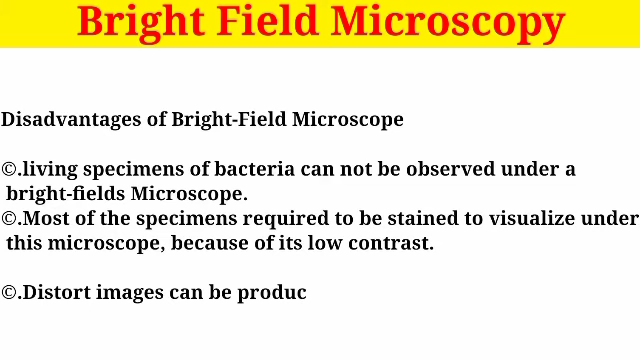 Bright Field Microscopy
Disadvantages of Bright-Field Microscope
©.living specimens of bacteria can not be observed under a
bright-fields Microscope.
©.Most of the specimens required to be stained to visualize under
this microscope, because of its low contrast.
©.Distort images can be produc